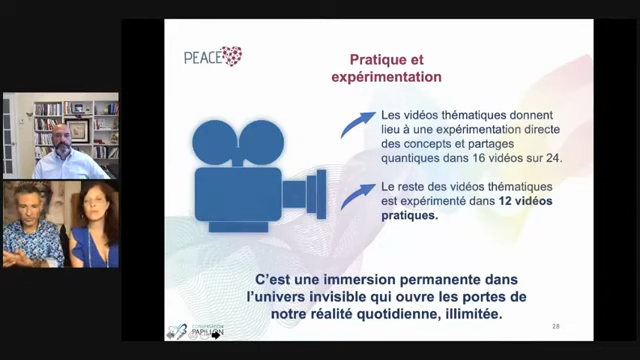 PEACE
Pratique et
expérimentation
Les vidéos thématiques donnent
lieu à une expérimentation directe
des concepts et partages
quantiques dans 16 vidéos sur 24.
Le reste des vidéos thématiques
est expérimenté dans 12 vidéos
pratiques.
C’est une immersion permanente dans
l’univers invisible qui ouvre les portes de
notre réalité quotidienne, illimitée.
PAPILLON
28